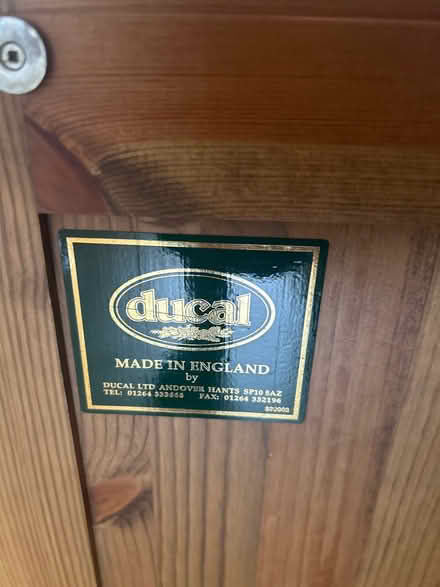 ducal
MADE IN ENGLAND
by
DUCAL LTD ANDOVER HANTS SP10 5AZ
TEL: 01264 333666 FAX: 01264 332196